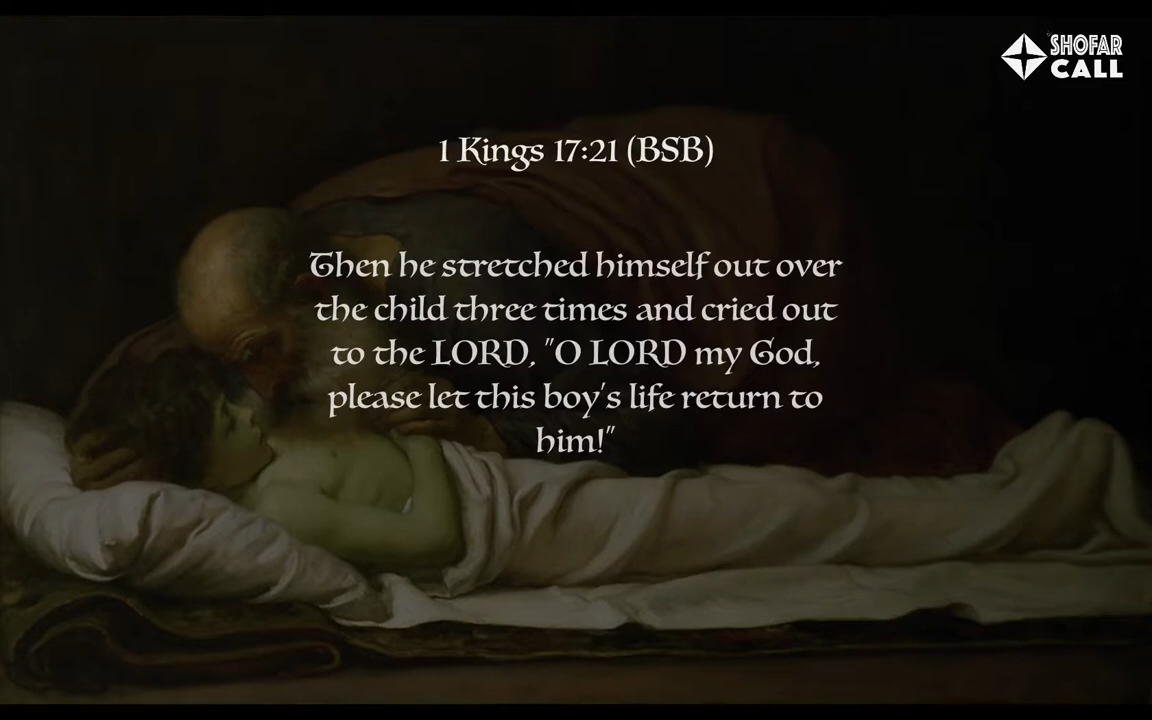 SHOFAR
CALL
1 Kings 17:21 (BSB)
Then he stretched himself out over
the child three times and cried out
to the LORD, "O LORD my God,
please let this boy's life return to
him!"